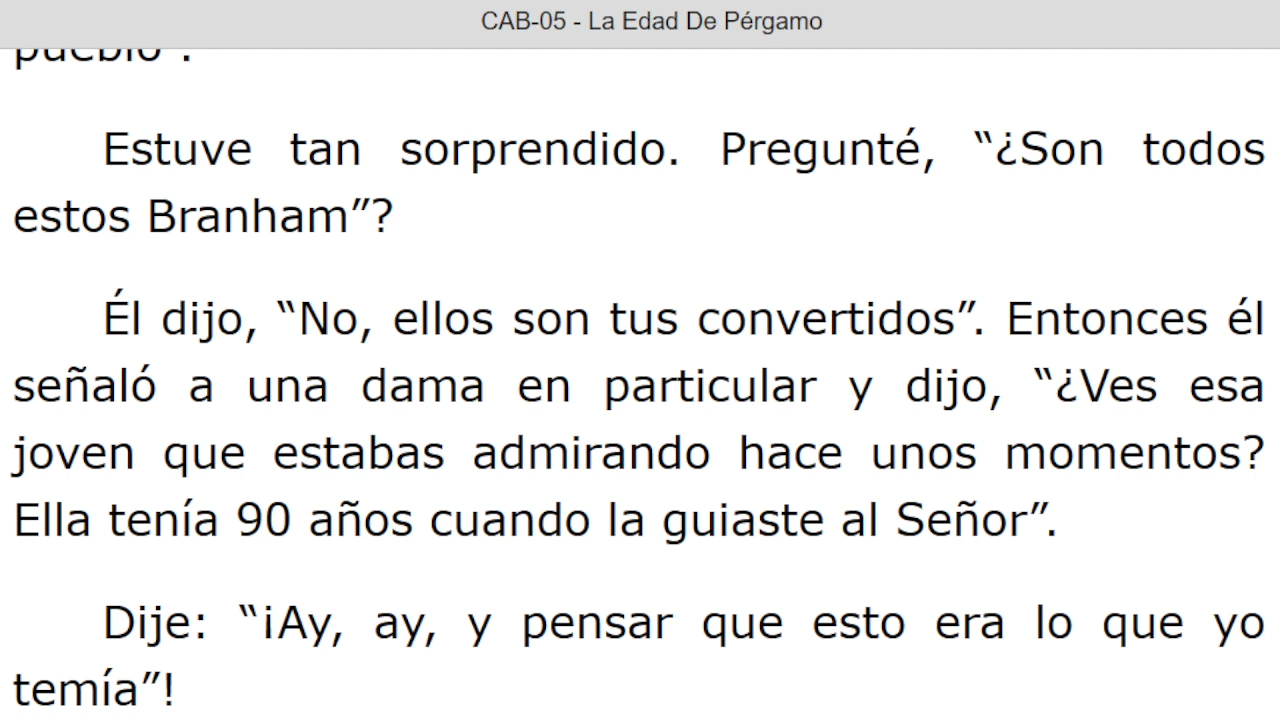 CAB-05 - La Edad De Pérgamo
pueblo”.
Estuve tan sorprendido. Pregunté, “¿Son todos
estos Branham”?
Él dijo, “No, ellos son tus convertidos”. Entonces él
señaló a una dama en particular y dijo, “¿Ves esa
joven que estabas admirando hace unos momentos?
Ella tenía 90 años cuando la guiaste al Señor”.
Dije: “¡Ay, ay, y pensar que esto era lo que yo
temía”!